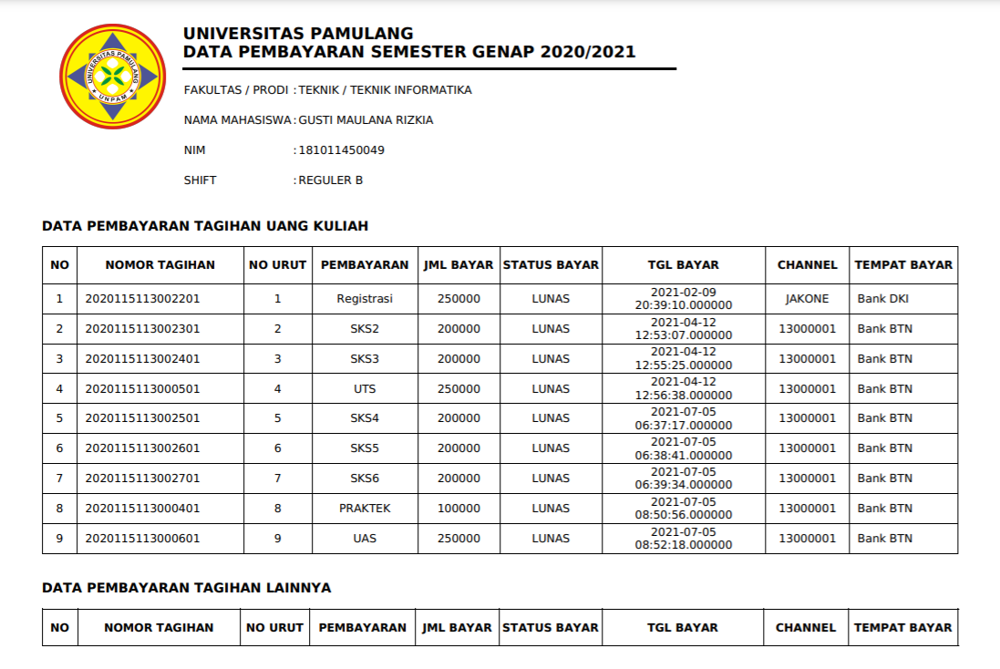 UNIVERSITAS PAMULANG
UNPAM
UNIVERSITAS PAMULANG
DATA PEMBAYARAN SEMESTER GENAP 2020/2021
FAKULTAS / PRODI : TEKNIK / TEKNIK INFORMATIKA
NAMA MAHASISWA : GUSTI MAULANA RIZKIA
NIM : 181011450049
SHIFT : REGULER B
DATA PEMBAYARAN TAGIHAN UANG KULIAH
NO NOMOR TAGIHAN NO URUT PEMBAYARAN JML BAYAR STATUS BAYAR TGL BAYAR CHANNEL TEMPAT BAYAR
1 2020115113002201 1 Registrasi 250000 LUNAS 2021-02-09 20:39:10.000000 JAKONE Bank DKI
2 2020115113002301 2 SKS2 200000 LUNAS 2021-04-12 12:53:07.000000 13000001 Bank BTN
3 2020115113002401 3 SKS3 200000 LUNAS 2021-04-12 12:55:25.000000 13000001 Bank BTN
4 2020115113000501 4 UTS 250000 LUNAS 2021-04-12 12:56:38.000000 13000001 Bank BTN
5 2020115113002501 5 SKS4 200000 LUNAS 2021-07-05 06:37:17.000000 13000001 Bank BTN
6 2020115113002601 6 SKS5 200000 LUNAS 2021-07-05 06:38:41.000000 13000001 Bank BTN
7 2020115113002701 7 SKS6 200000 LUNAS 2021-07-05 06:39:34.000000 13000001 Bank BTN
8 2020115113000401 8 PRAKTEK 100000 LUNAS 2021-07-05 08:50:56.000000 13000001 Bank BTN
9 2020115113000601 9 UAS 250000 LUNAS 2021-07-05 08:52:18.000000 13000001 Bank BTN
DATA PEMBAYARAN TAGIHAN LAINNYA
NO NOMOR TAGIHAN NO URUT PEMBAYARAN JML BAYAR STATUS BAYAR TGL BAYAR CHANNEL TEMPAT BAYAR